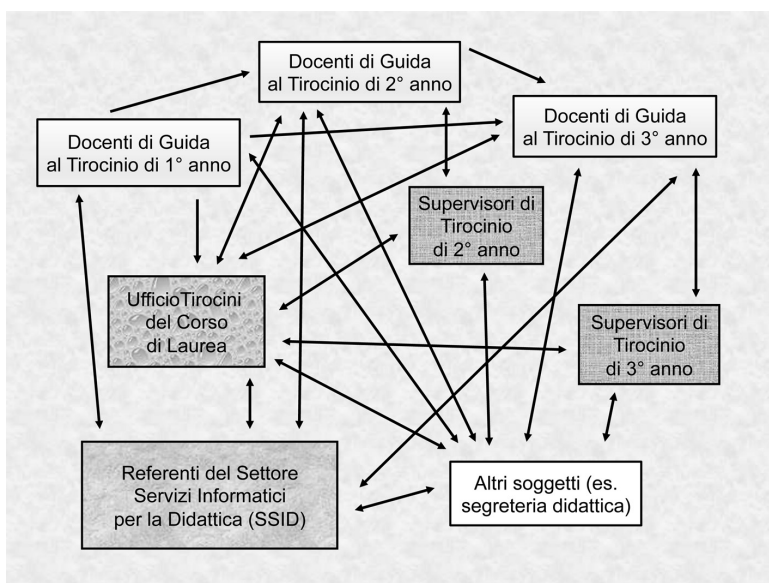 Docenti di Guida
al Tirocinio di 2° anno
Docenti di Guida
al Tirocinio di 3° anno
Docenti di Guida
al Tirocinio di 1° anno
Supervisori di
Tirocinio
di 2° anno
UfficioTirocini
del Corso
di Laurea
Supervisori di
Tirocinio
di 3° anno
Referenti del Settore
Servizi Informatici
per la Didattica (SSID)
Altri soggetti (es.
segreteria didattica)